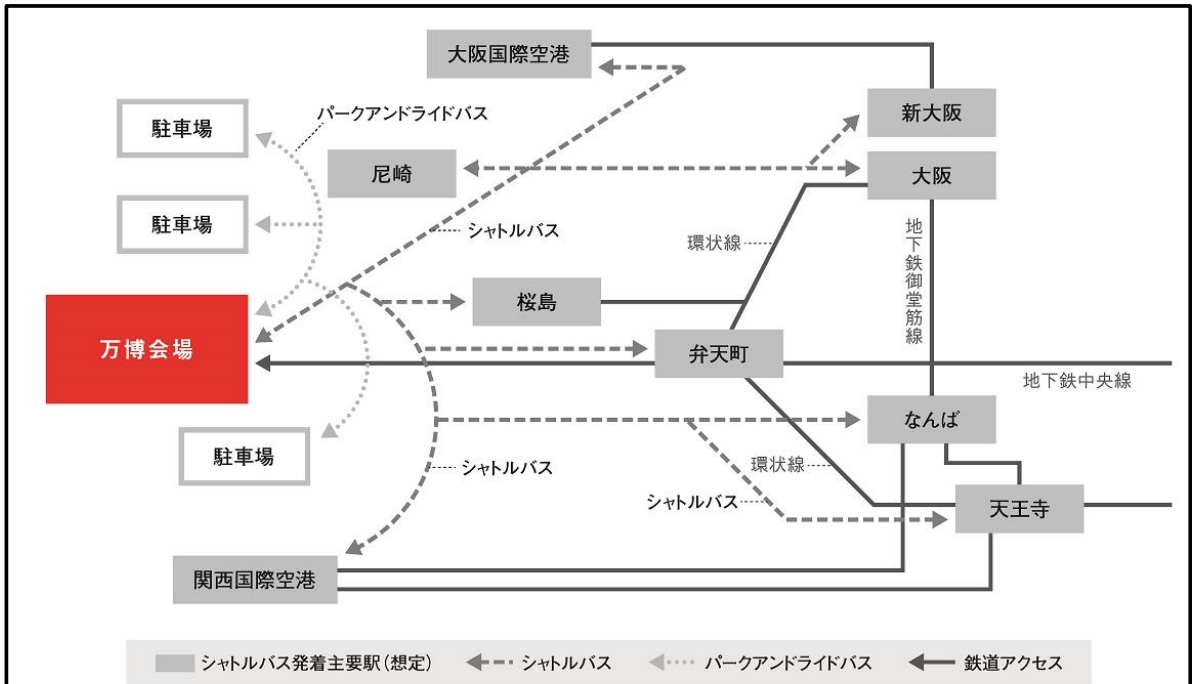 大阪国際空港
駐車場
パークアンドライドバス
新大阪
尼崎
大阪
駐車場
シャトルバス
環状線
地下鉄御堂筋線
桜島
万博会場
弁天町
地下鉄中央線
なんば
駐車場
シャトルバス
環状線
シャトルバス
天王寺
関西国際空港
シャトルバス発着主要駅（想定）
シャトルバス
パークアンドライドバス
鉄道アクセス